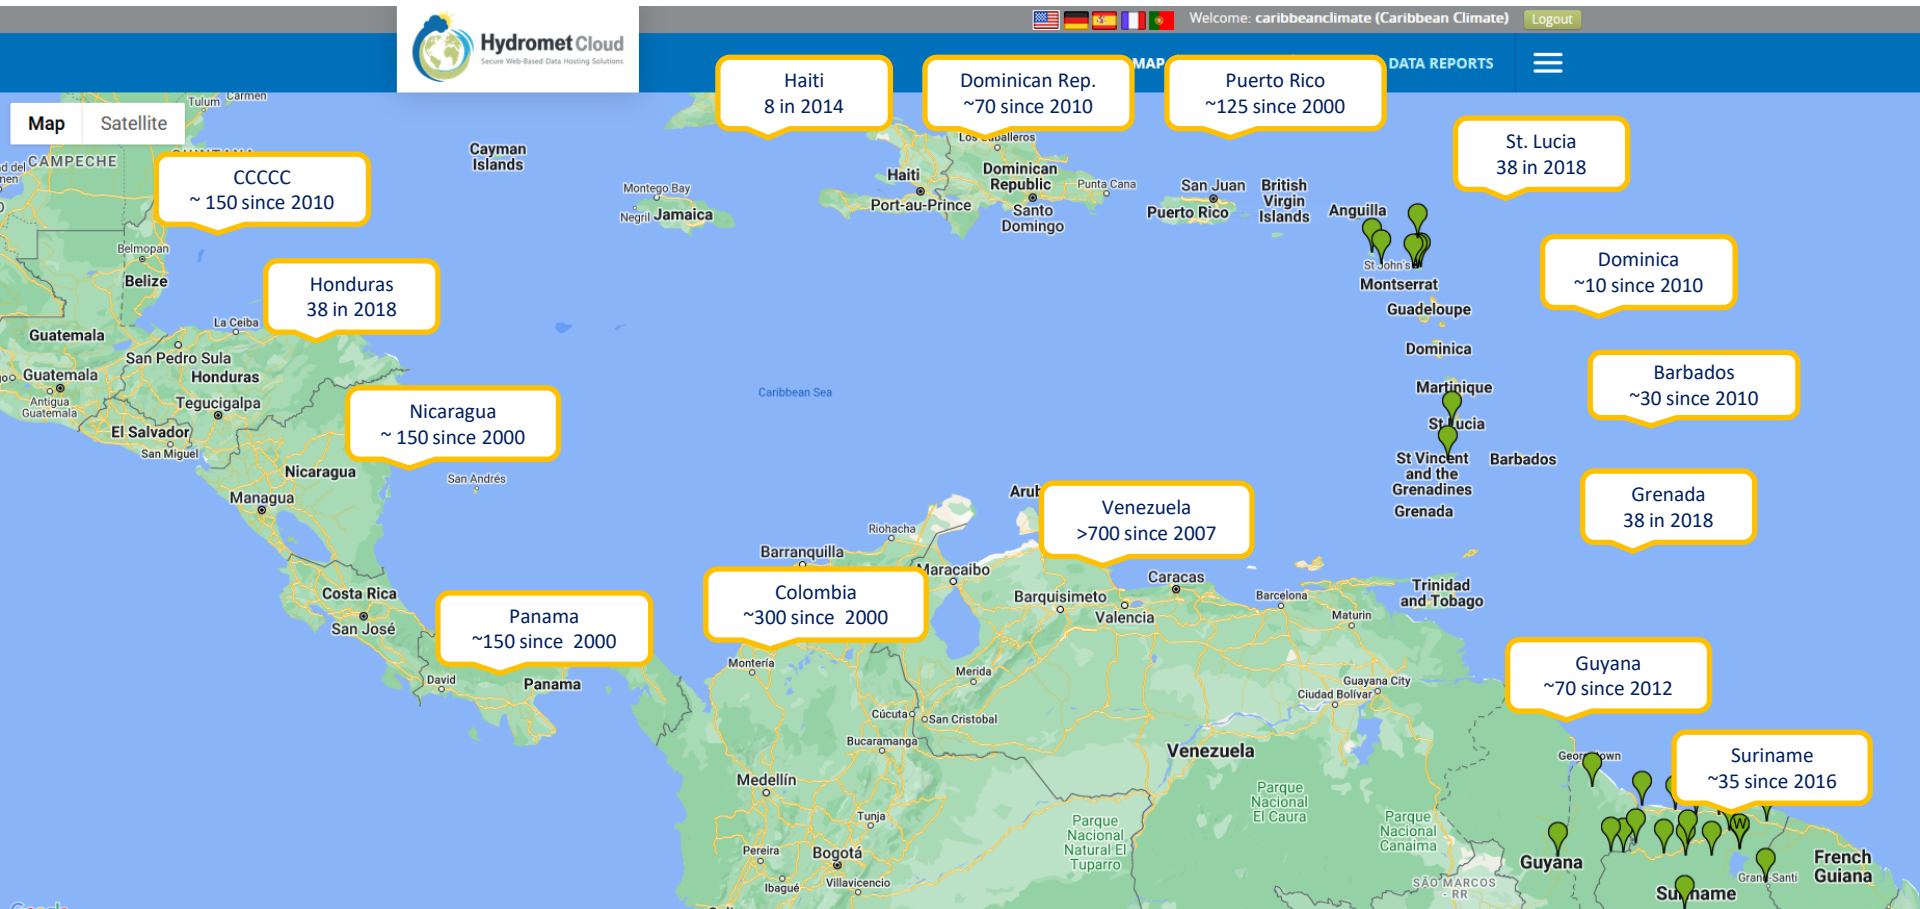 Welcome: caribbeanclimate (Caribbean Climate)
Logout
Hydromet Cloud
Secure Web-Based Data Hosting Solutions
MAP
DATA REPORTS
Map
Satellite
Haiti
8 in 2014
Dominican Rep.
~70 since 2010
Puerto Rico
~125 since 2000
St. Lucia
38 in 2018
CCCCC
~ 150 since 2010
Dominica
~10 since 2010
Honduras
38 in 2018
Barbados
~30 since 2010
Nicaragua
~ 150 since 2000
Grenada
38 in 2018
Venezuela
>700 since 2007
Colombia
~300 since  2000
Panama
~150 since  2000
Guyana
~70 since 2012
Suriname
~35 since 2016
Tulum
Carmen
CAMPECHE
Cayman
Islands
Montego Bay
Negril
Jamaica
Haiti
Port-au-Prince
Dominican
Republic
Santo
Domingo
Punta Cana
San Juan
Puerto Rico
British
Virgin
Islands
Anguilla
St John's
Montserrat
Guadeloupe
Dominica
Martinique
St Lucia
St Vincent
and the
Grenadines
Barbados
Grenada
Trinidad
and Tobago
Belmopan
Belize
Guatemala
Guatemala
Antigua
Guatemala
La Ceiba
San Pedro Sula
Honduras
Tegucigalpa
El Salvador
San Miguel
Nicaragua
Managua
San Andrés
Caribbean Sea
Costa Rica
San José
David
Panama
Riohacha
Barranquilla
Maracaibo
Barquisimeto
Valencia
Caracas
Barcelona
Maturin
Montería
Merida
Cúcuta
San Cristobal
Bucaramanga
Guayana City
Ciudad Bolívar
Venezuela
Medellín
Tunja
Pereira
Bogotá
Ibagué
Villavicencio
Parque
Nacional
El Caura
Parque
Nacional
Natural El
Tuparro
Parque
Nacional
Canaima
SÃO MARCOS
- RR
Guyana
W
Grand-Santi
Suriname
French
Guiana